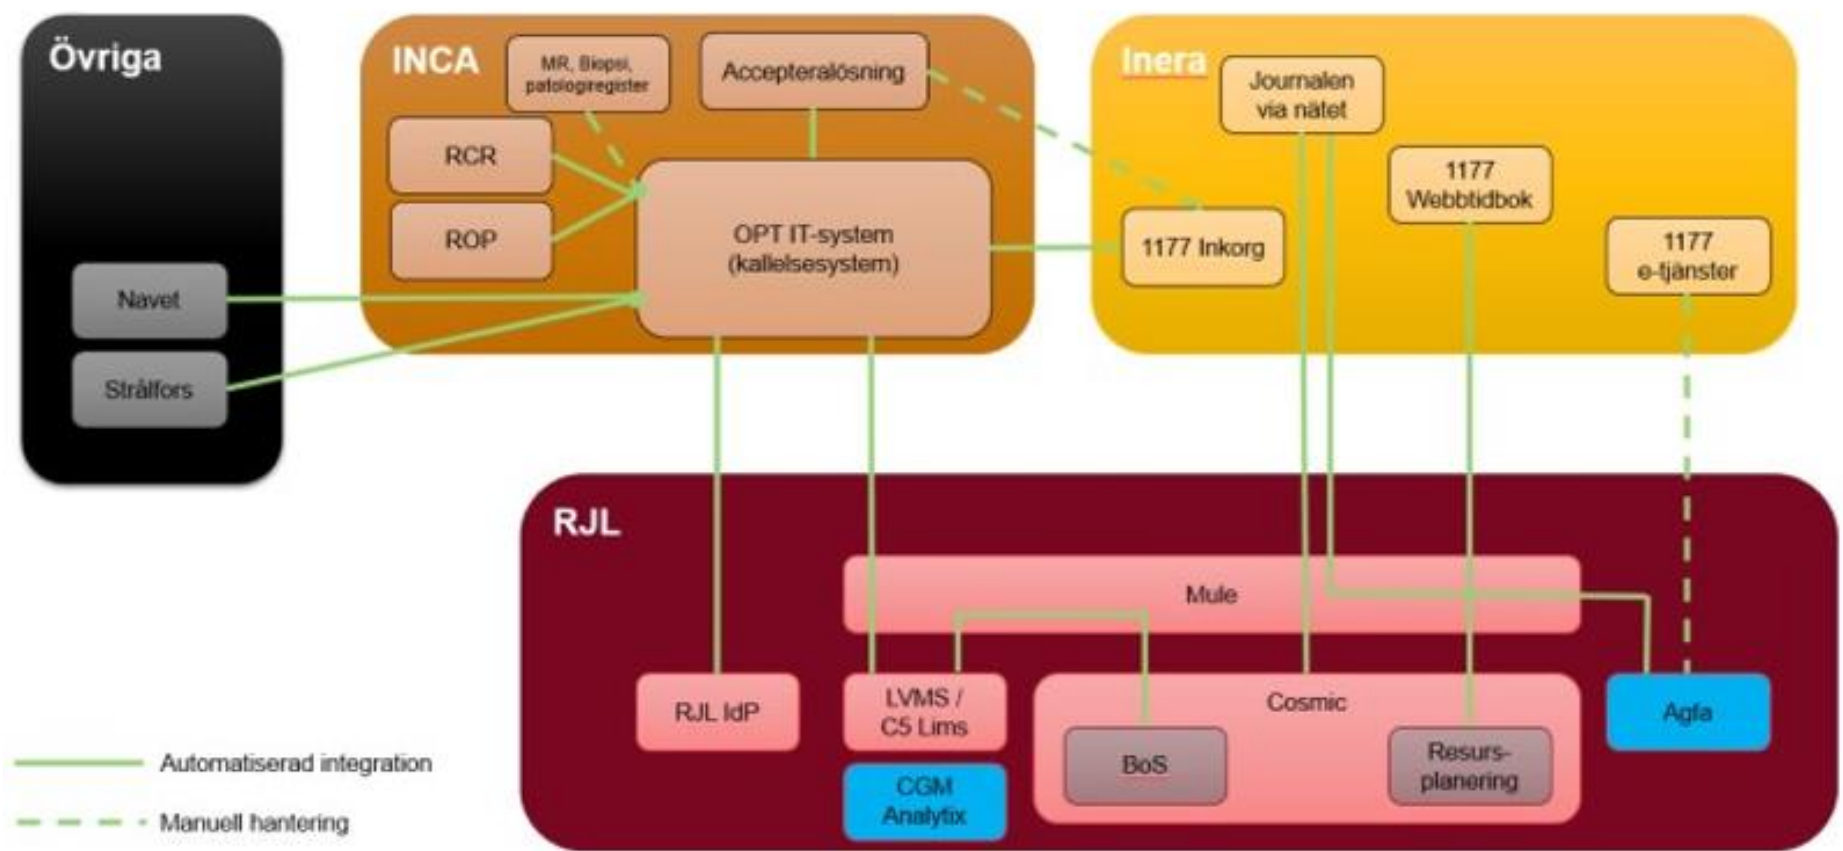 Övriga
Navet
Strålfors
INCA
MR, Biopsi,
patologiregister
Accepteralösning
RCR
ROP
OPT IT-system
(kallelsesystem)
Inera
Journalen
via nätet
1177
Webbtidbok
1177 Inkorg
1177
e-tjänster
RJL
Mule
RJL IdP
LVMS /
C5 Lims
CGM
Analytix
Cosmic
BoS
Resurs-
planering
Agfa
Automatiserad integration
Manuell hantering